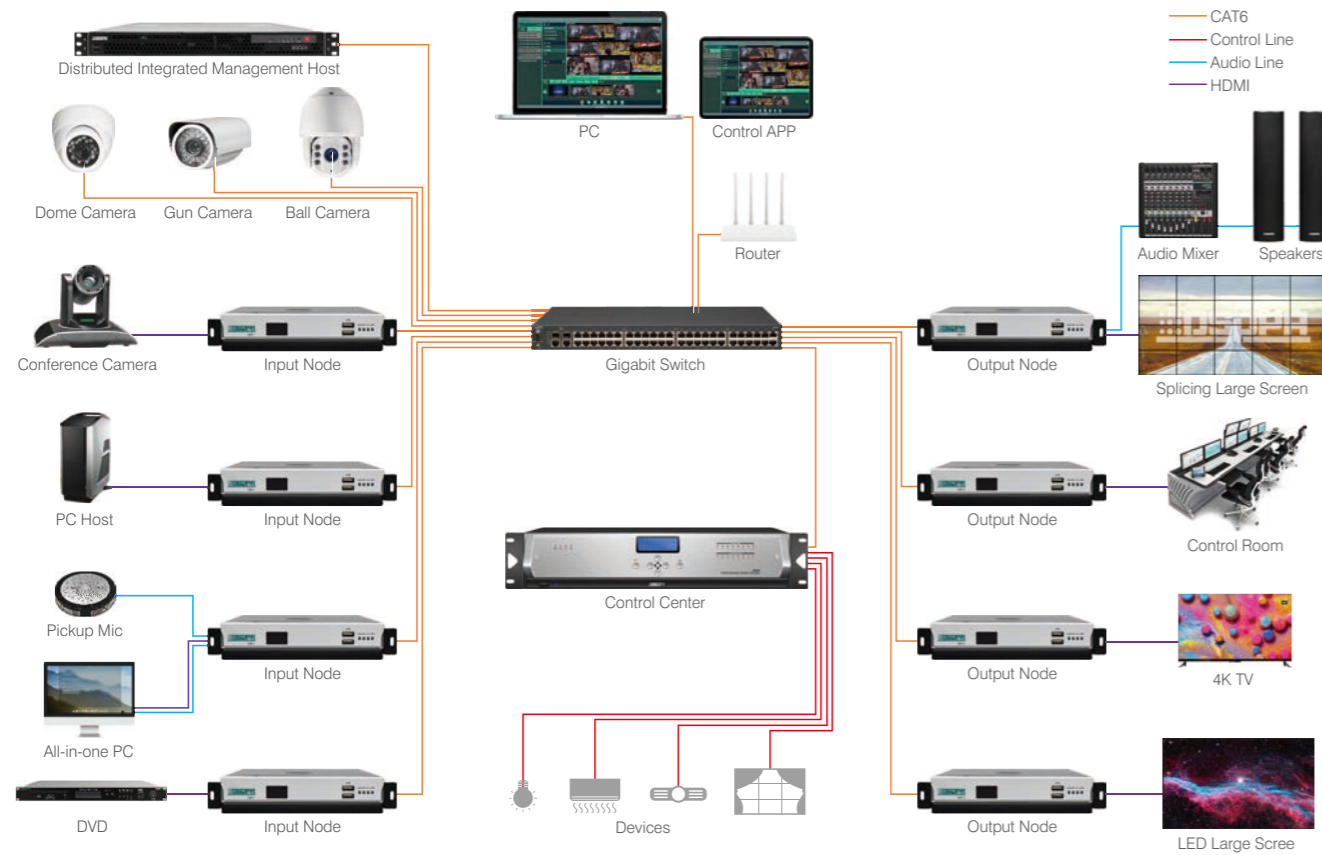 CAT6
Control Line
Audio Line
HDMI
Distributed Integrated Management Host
PC
Control APP
Dome Camera
Gun Camera
Ball Camera
Router
Audio Mixer
Speakers
Conference Camera
Input Node
Gigabit Switch
Output Node
DSPPA
Splicing Large Screen
PC Host
Input Node
Output Node
Control Room
Control Center
Pickup Mic
Input Node
Output Node
4K TV
All-in-one PC
DVD
Input Node
Devices
Output Node
LED Large Scree